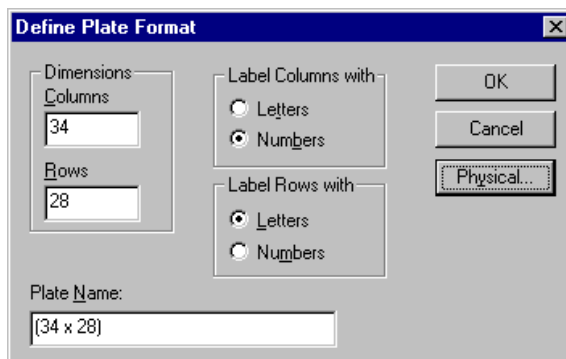 Define Plate Format
Dimensions
Columns
34
Rows
28
Label Columns with
Letters
Numbers
Label Rows with
Letters
Numbers
OK
Cancel
Physical...
Plate Name:
(34 x 28)